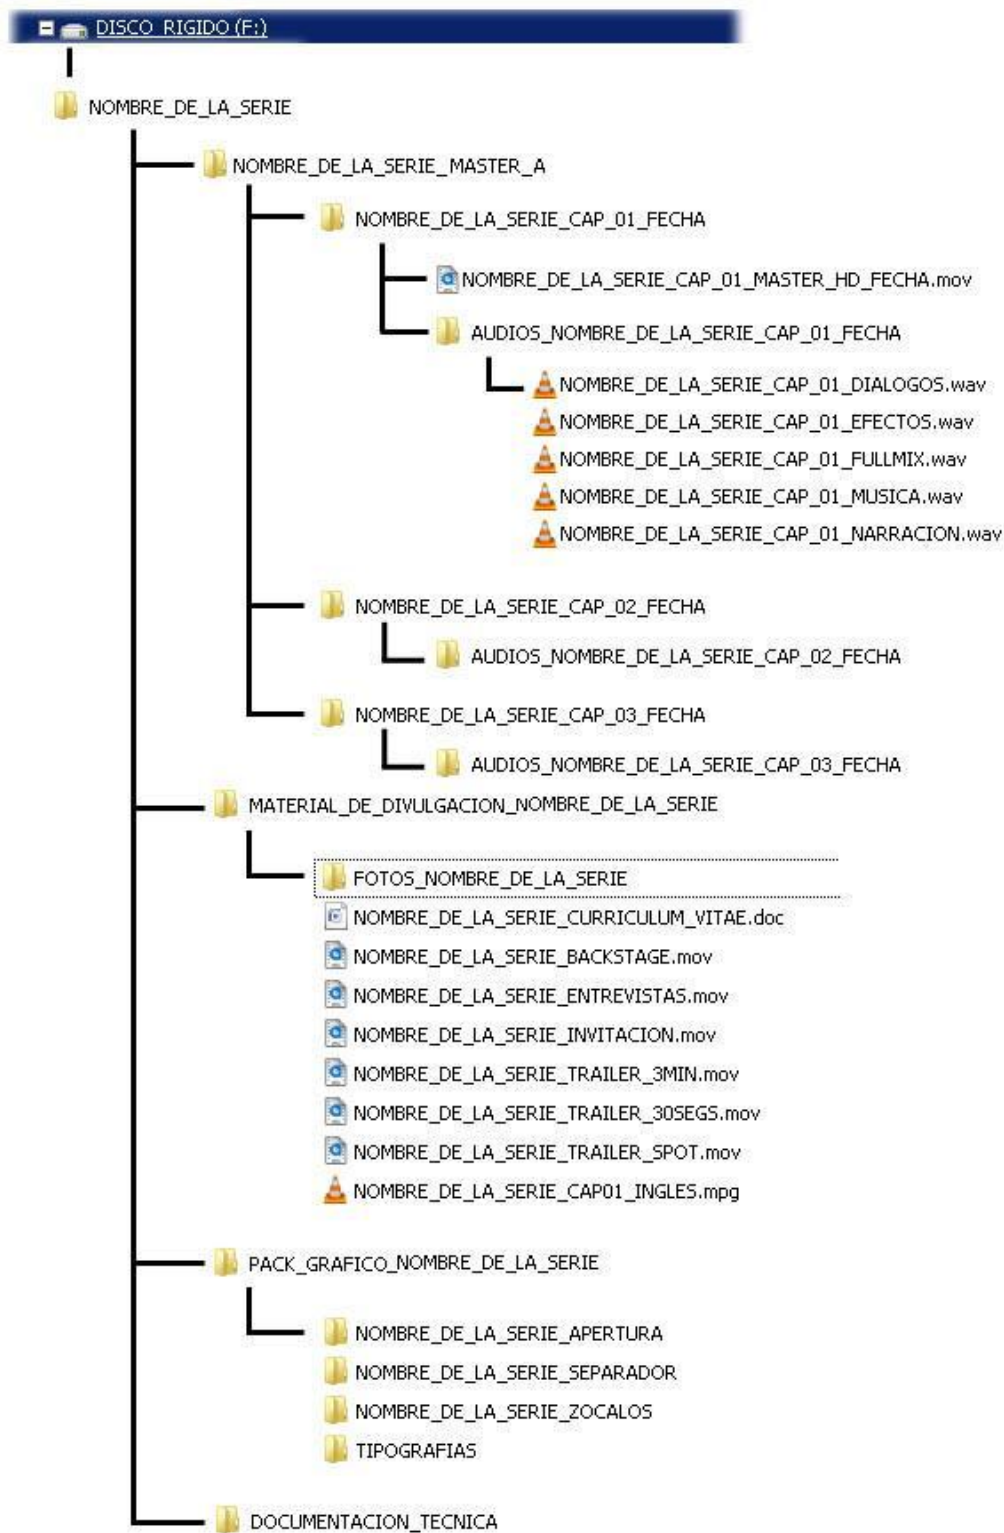 DISCO_RIGIDO (F:)
NOMBRE_DE_LA_SERIE
NOMBRE_DE_LA_SERIE_MASTER_A
NOMBRE_DE_LA_SERIE_CAP_01_FECHA
NOMBRE_DE_LA_SERIE_CAP_01_MASTER_HD_FECHA.mov
AUDIOS_NOMBRE_DE_LA_SERIE_CAP_01_FECHA
NOMBRE_DE_LA_SERIE_CAP_01_DIALOGOS.wav
NOMBRE_DE_LA_SERIE_CAP_01_EFECTOS.wav
NOMBRE_DE_LA_SERIE_CAP_01_FULLMIX.wav
NOMBRE_DE_LA_SERIE_CAP_01_MUSICA.wav
NOMBRE_DE_LA_SERIE_CAP_01_NARRACION.wav
NOMBRE_DE_LA_SERIE_CAP_02_FECHA
AUDIOS_NOMBRE_DE_LA_SERIE_CAP_02_FECHA
NOMBRE_DE_LA_SERIE_CAP_03_FECHA
AUDIOS_NOMBRE_DE_LA_SERIE_CAP_03_FECHA
MATERIAL_DE_DIVULGACION_NOMBRE_DE_LA_SERIE
FOTOS_NOMBRE_DE_LA_SERIE
NOMBRE_DE_LA_SERIE_CURRICULUM_VITAE.doc
NOMBRE_DE_LA_SERIE_BACKSTAGE.mov
NOMBRE_DE_LA_SERIE_ENTREVISTAS.mov
NOMBRE_DE_LA_SERIE_INVITACION.mov
NOMBRE_DE_LA_SERIE_TRAILER_3MIN.mov
NOMBRE_DE_LA_SERIE_TRAILER_30SEGS.mov
NOMBRE_DE_LA_SERIE_TRAILER_SPOT.mov
NOMBRE_DE_LA_SERIE_CAP01_INGLES.mpg
PACK_GRAFICO_NOMBRE_DE_LA_SERIE
NOMBRE_DE_LA_SERIE_APERTURA
NOMBRE_DE_LA_SERIE_SEPARADOR
NOMBRE_DE_LA_SERIE_ZOCALOS
TIPOGRAFIAS
DOCUMENTACION_TECNICA